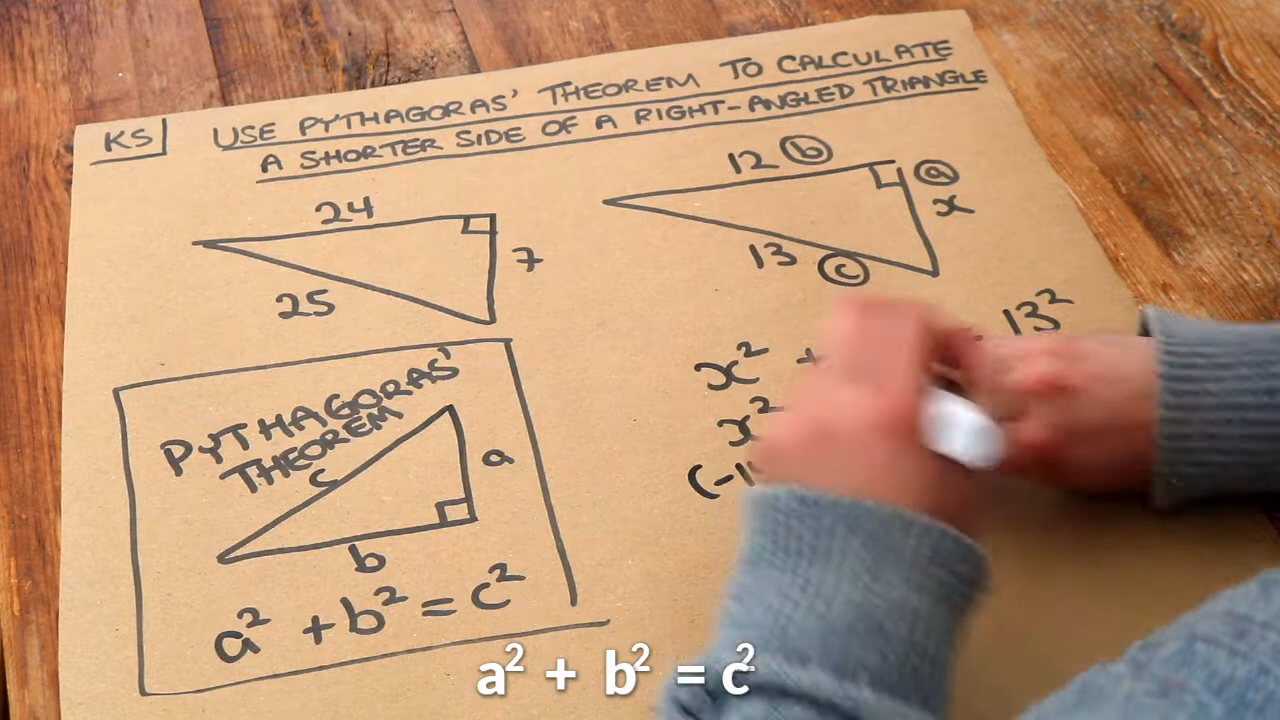 KS
USE PYTHAGORAS' THEOREM TO CALCULATE
A SHORTER SIDE OF A RIGHT-ANGLED TRIANGLE
24
7
25
12 b
a
x
13 c
x² + 13²
x²
PYTHAGORAS'
THEOREM
c
a
b
a² + b² = c²
a² + b² = c²